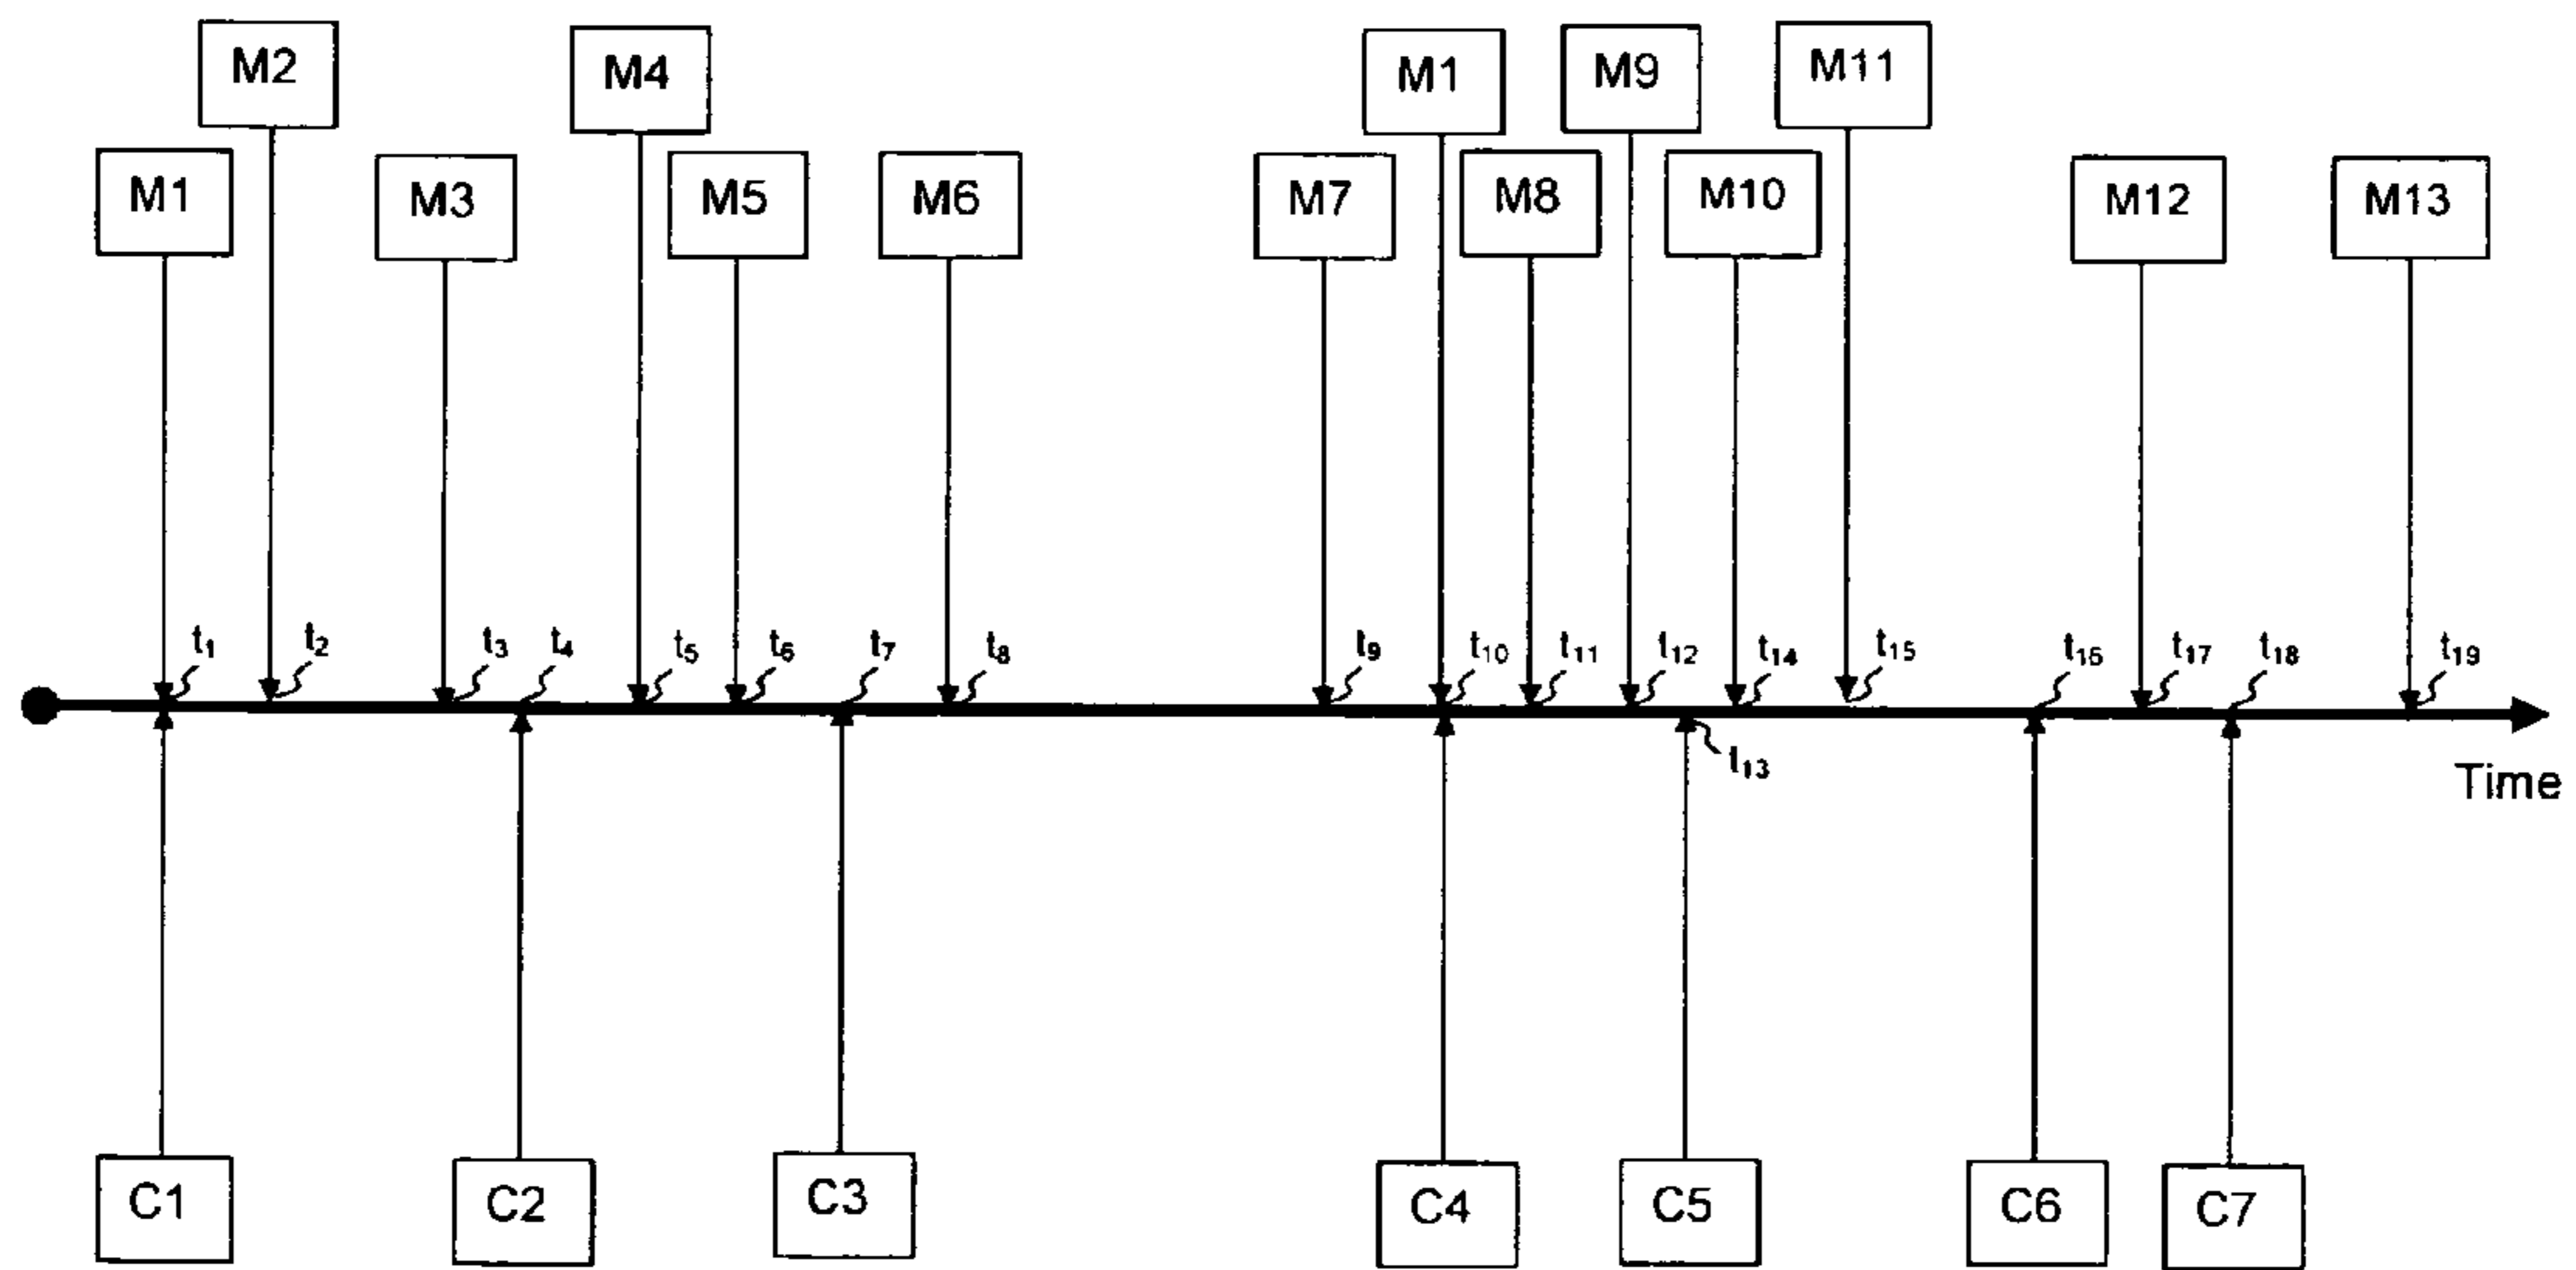 M2 M4 M1 M9 M11
M1 M3 M5 M6 M7 M8 M10 M12 M13
t1 t2 t3 t4 t5 t6 t7 t8 t9 t10 t11 t12 t14 t15 t16 t17 t18 t19
t13
Time
C1 C2 C3 C4 C5 C6 C7